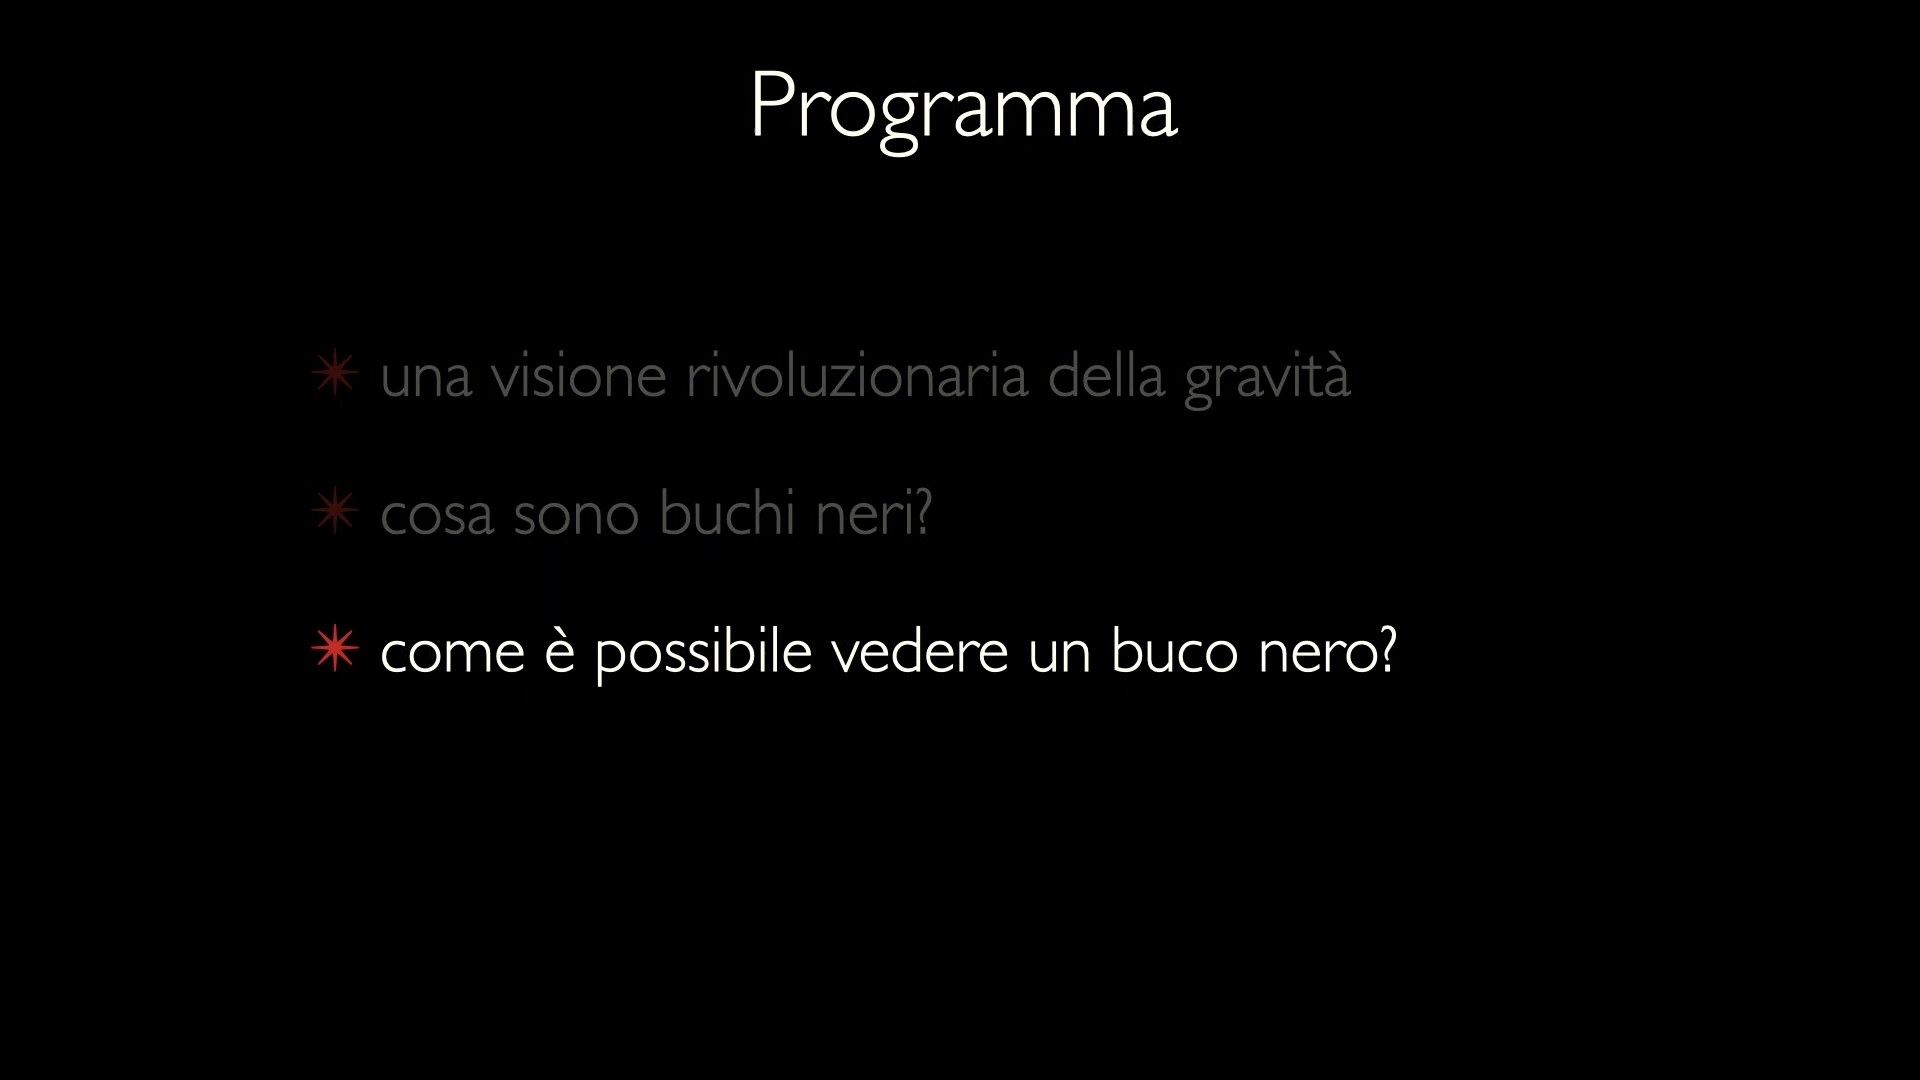 Programma
una visione rivoluzionaria della gravità
cosa sono buchi neri?
come è possibile vedere un buco nero?